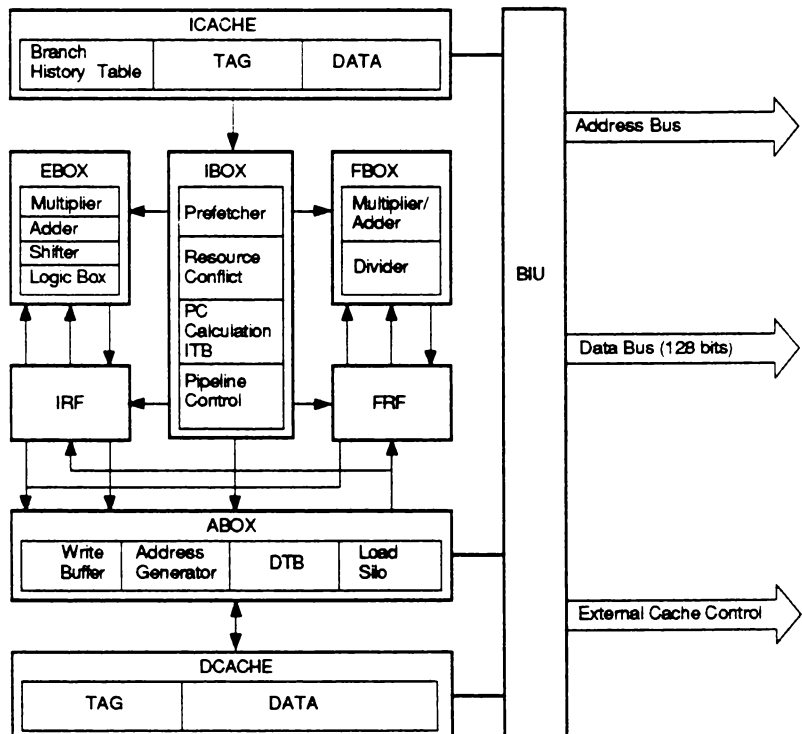 ICACHE
Branch
History Table
TAG
DATA
EBOX
Multiplier
Adder
Shifter
Logic Box
IBOX
Prefetcher
Resource
Conflict
PC
Calculation
ITB
Pipeline
Control
FBOX
Multiplier/
Adder
Divider
IRF
FRF
ABOX
Write
Buffer
Address
Generator
DTB
Load
Silo
DCACHE
TAG
DATA
BIU
Address Bus
Data Bus (128 bits)
External Cache Control